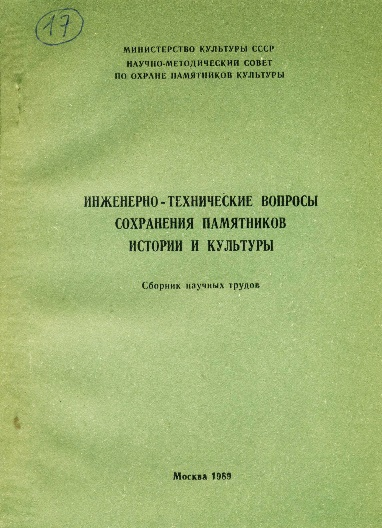 17
МИНИСТЕРСТВО КУЛЬТУРЫ СССР
НАУЧНО-МЕТОДИЧЕСКИЙ СОВЕТ
ПО ОХРАНЕ ПАМЯТНИКОВ КУЛЬТУРЫ
ИНЖЕНЕРНО-ТЕХНИЧЕСКИЕ ВОПРОСЫ
СОХРАНЕНИЯ ПАМЯТНИКОВ
ИСТОРИИ И КУЛЬТУРЫ
Сборник научных трудов
Москва 1989